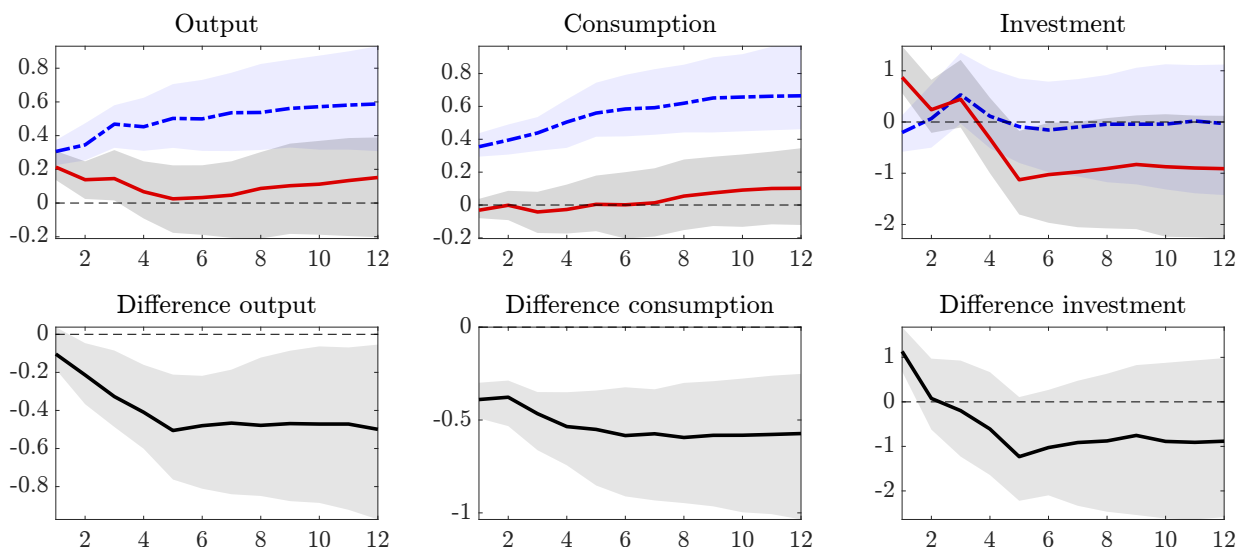 Output
0.8
0.6
0.4
0.2
0
-0.2
2 4 6 8 10 12
Consumption
0.8
0.6
0.4
0.2
0
-0.2
2 4 6 8 10 12
Investment
1
0
-1
-2
2 4 6 8 10 12
Difference output
0
-0.2
-0.4
-0.6
-0.8
2 4 6 8 10 12
Difference consumption
0
-0.5
-1
2 4 6 8 10 12
Difference investment
1
0
-1
-2
2 4 6 8 10 12